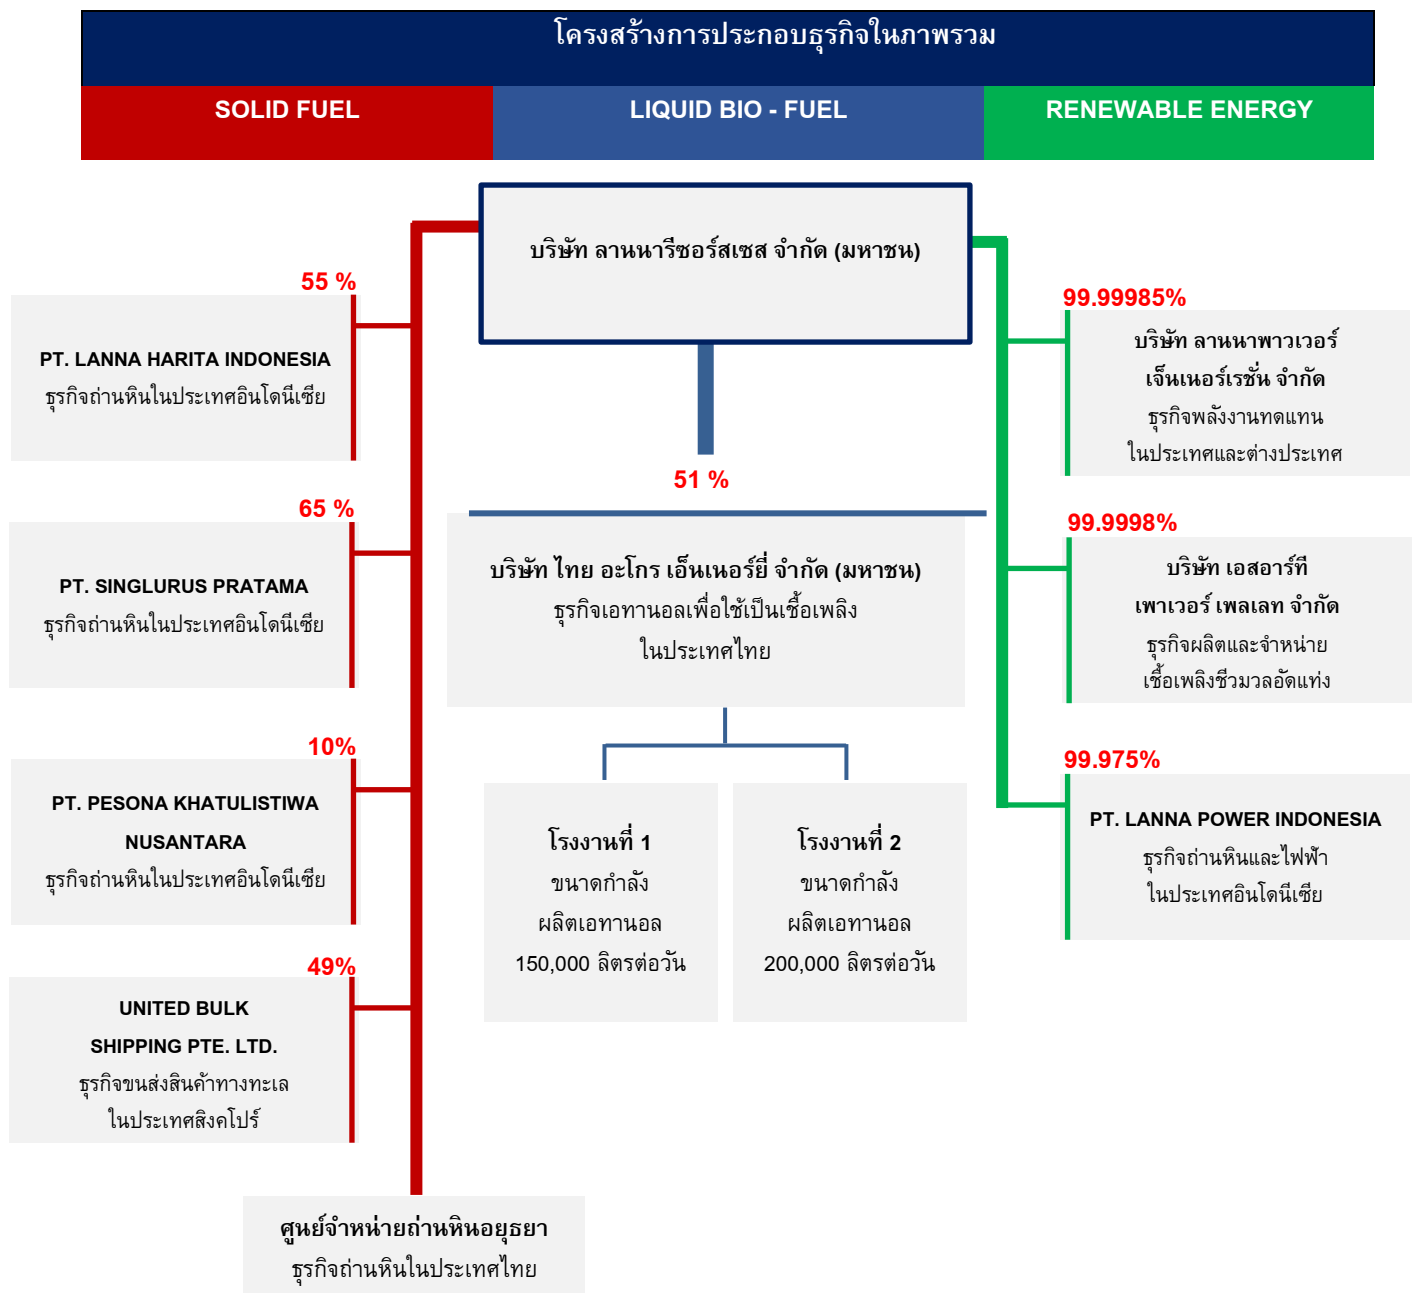 โครงสร้างการประกอบธุรกิจในภาพรวม
SOLID FUEL
LIQUID BIO - FUEL
RENEWABLE ENERGY
บริษัท ลานนารีซอร์สเซส จำกัด (มหาชน)
55 %
PT. LANNA HARITA INDONESIA
ธุรกิจถ่านหินในประเทศอินโดนีเซีย
65 %
PT. SINGLURUS PRATAMA
ธุรกิจถ่านหินในประเทศอินโดนีเซีย
10%
PT. PESONA KHATULISTIWA
NUSANTARA
ธุรกิจถ่านหินในประเทศอินโดนีเซีย
49%
UNITED BULK
SHIPPING PTE. LTD.
ธุรกิจขนส่งสินค้าทางทะเล
ในประเทศสิงคโปร์
ศูนย์จำหน่ายถ่านหินอยุธยา
ธุรกิจถ่านหินในประเทศไทย
51 %
บริษัท ไทย อะโกร เอ็นเนอร์ยี่ จำกัด (มหาชน)
ธุรกิจเอทานอลเพื่อใช้เป็นเชื้อเพลิง
ในประเทศไทย
โรงงานที่ 1
ขนาดกำลัง
ผลิตเอทานอล
150,000 ลิตรต่อวัน
โรงงานที่ 2
ขนาดกำลัง
ผลิตเอทานอล
200,000 ลิตรต่อวัน
99.99985%
บริษัท ลานนาพาวเวอร์
เจ็นเนอร์เรชั่น จำกัด
ธุรกิจพลังงานทดแทน
ในประเทศและต่างประเทศ
99.9998%
บริษัท เอสอาร์ที
เพาเวอร์ เพลเลท จำกัด
ธุรกิจผลิตและจำหน่าย
เชื้อเพลิงชีวมวลอัดแท่ง
99.975%
PT. LANNA POWER INDONESIA
ธุรกิจถ่านหินและไฟฟ้า
ในประเทศอินโดนีเซีย